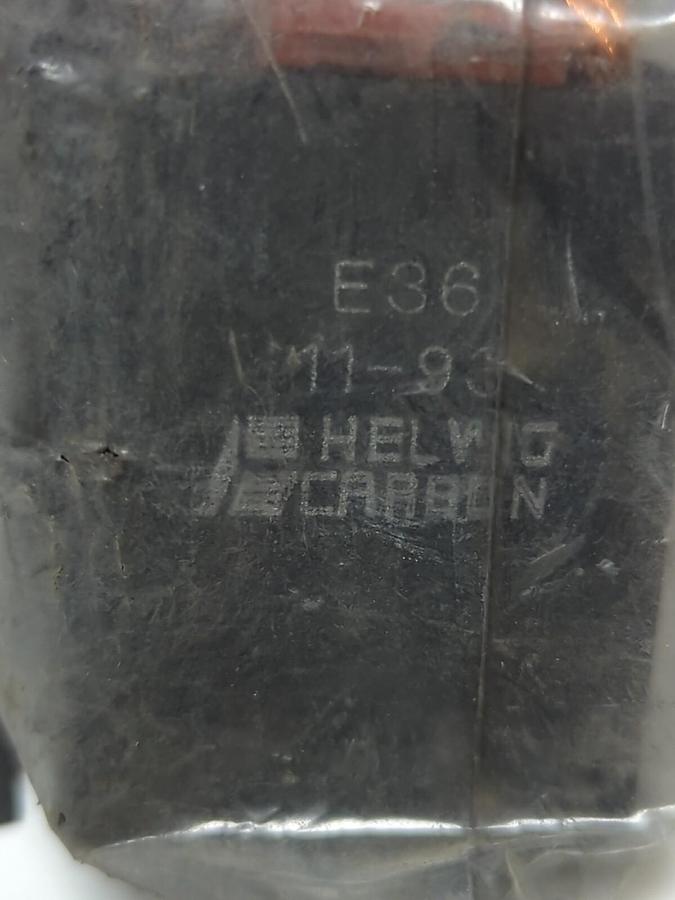 E36
11-93
HELWIG
CARBON